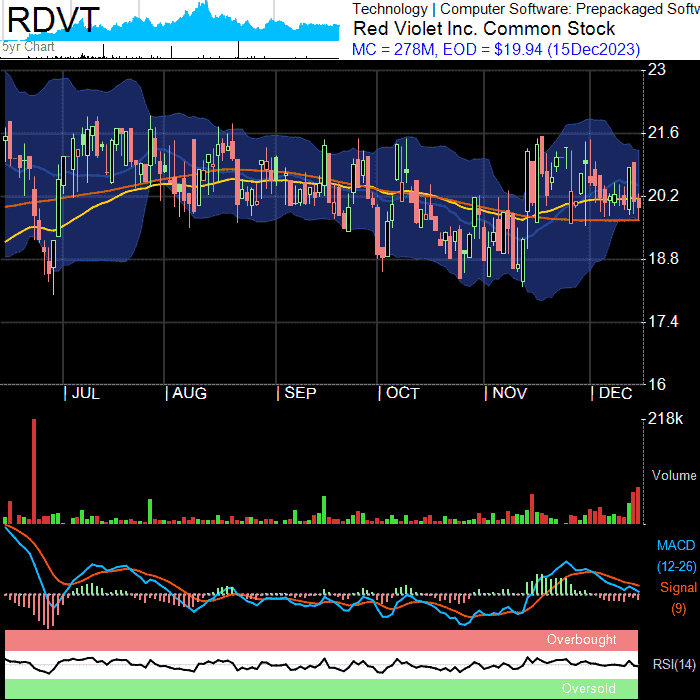 RDVT
5yr Chart
Technology | Computer Software: Prepackaged Softw
Red Violet Inc. Common Stock
MC = 278M, EOD = $19.94 (15Dec2023)
23
21.6
20.2
18.8
17.4
16
| JUL | AUG | SEP | OCT | NOV | DEC
218k
Volume
MACD
(12-26)
Signal
(9)
Overbought
RSI(14)
Oversold